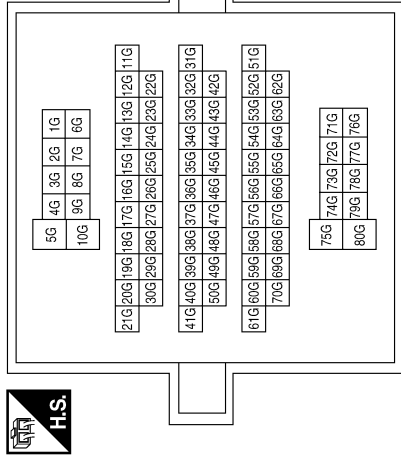 H.S.
5G 4G 3G 2G 1G
10G 9G 8G 7G 6G
21G 20G 19G 18G 17G 16G 15G 14G 13G 12G 11G
30G 29G 28G 27G 26G 25G 24G 23G 22G
41G 40G 39G 38G 37G 36G 35G 34G 33G 32G 31G
50G 49G 48G 47G 46G 45G 44G 43G 42G
61G 60G 59G 58G 57G 56G 55G 54G 53G 52G 51G
70G 69G 68G 67G 66G 65G 64G 63G 62G
75G 74G 73G 72G 71G
80G 79G 78G 77G 76G